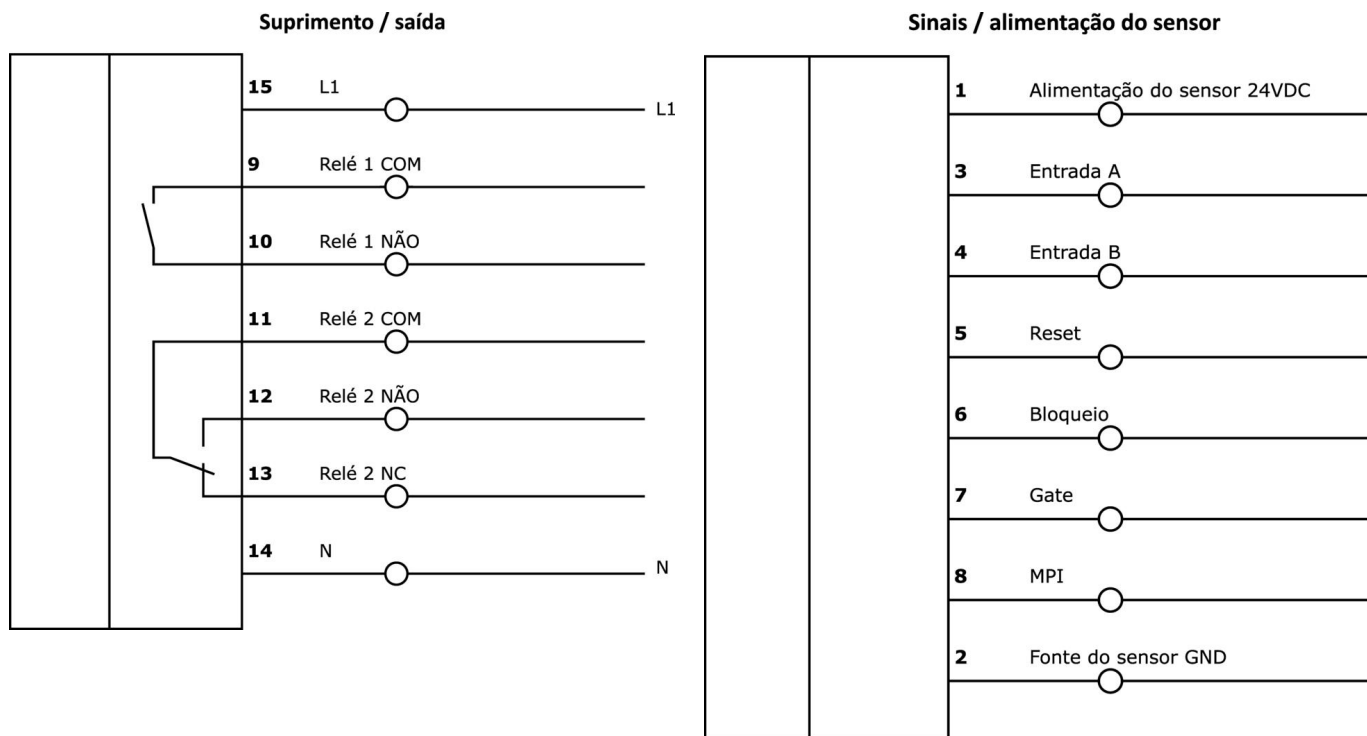 Suprimento / saída
15 L1
L1
9 Relé 1 COM
10 Relé 1 NÃO
11 Relé 2 COM
12 Relé 2 NÃO
13 Relé 2 NC
14 N
N
Sinais / alimentação do sensor
1 Alimentação do sensor 24VDC
3 Entrada A
4 Entrada B
5 Reset
6 Bloqueio
7 Gate
8 MPI
2 Fonte do sensor GND